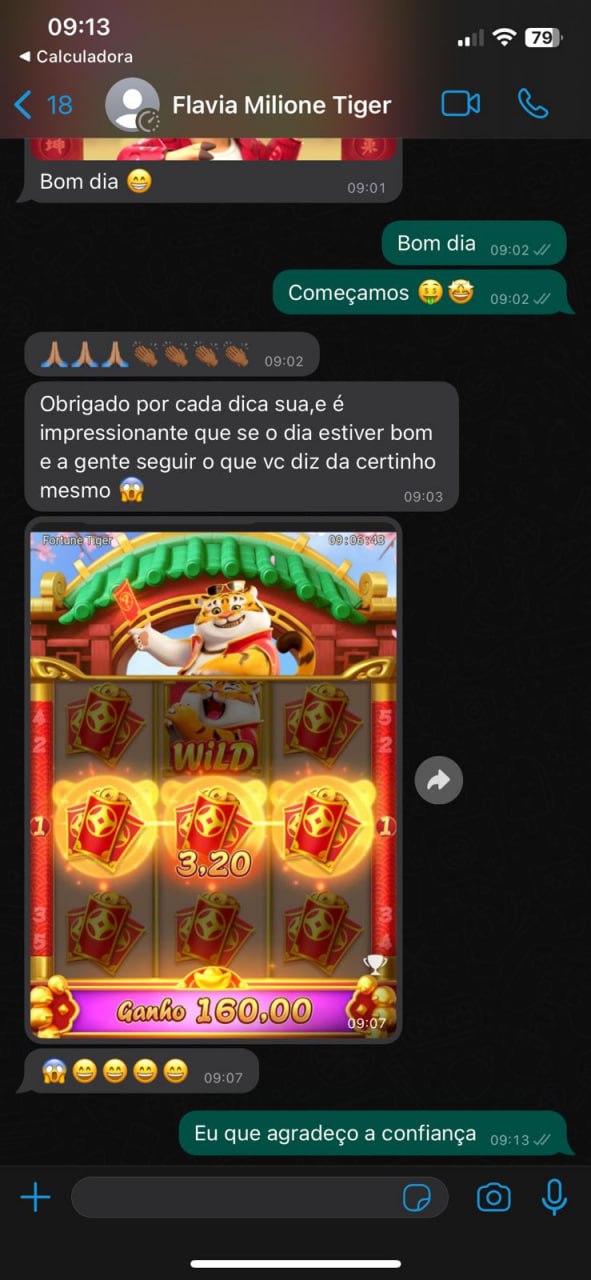 09:13
79
◀ Calculadora
18
Flavia Milione Tiger
坤
来
Bom dia 😁
09:01
Bom dia
09:02
Começamos 🤑🤩
09:02
🙏🏽🙏🏽🙏🏽👏🏾👏🏾👏🏾👏🏾
09:02
Obrigado por cada dica sua,e é
impressionante que se o dia estiver bom
e a gente seguir o que vc diz da certinho
mesmo 😱
09:03
Fortune Tiger
09:06:43
4
2
5
2
WiLD
1
1
3,20
3
5
3
4
Ganho 160,00
09:07
😱😄😄😄😄
09:07
Eu que agradeço a confiança
09:13